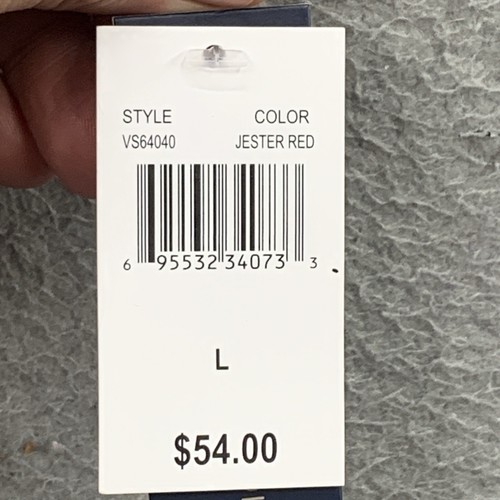 STYLE COLOR
VS64040 JESTER RED
6 95532 34073 3
L
$54.00